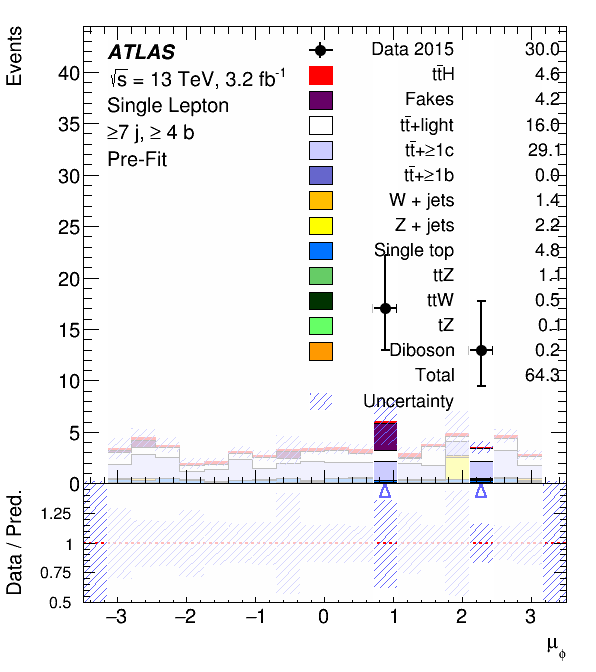 Events
ATLAS
√s = 13 TeV, 3.2 fb⁻¹
Single Lepton
≥7 j, ≥ 4 b
Pre-Fit
Data 2015 30.0
tt̄H 4.6
Fakes 4.2
tt̄+light 16.0
tt̄+≥1c 29.1
tt̄+≥1b 0.0
W + jets 1.4
Z + jets 2.2
Single top 4.8
ttZ 1.1
ttW 0.5
tZ 0.1
Diboson 0.2
Total 64.3
Uncertainty
40
35
30
25
20
15
10
5
0
Data / Pred.
1.25
1
0.75
0.5
−3 −2 −1 0 1 2 3
μ_ϕ